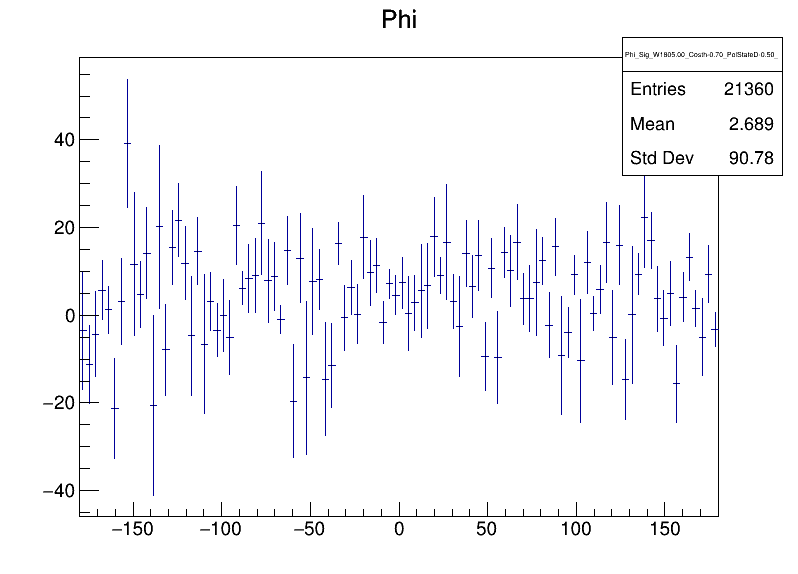 Phi
Phi_Sig_W1605.00_Costh-0.70_PolStateD-0.50_
Entries 21360
Mean 2.689
Std Dev 90.78
40
20
0
−20
−40
−150 −100 −50 0 50 100 150